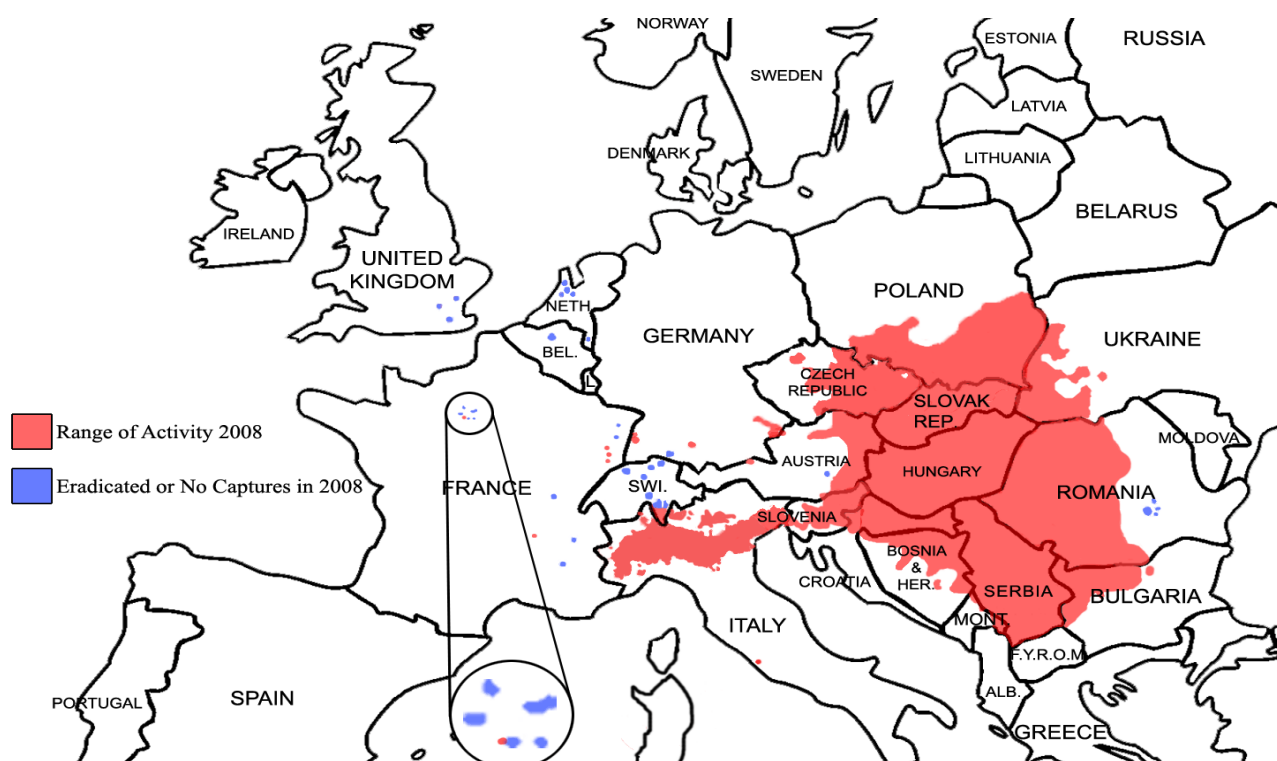 NORWAY
ESTONIA
RUSSIA
SWEDEN
LATVIA
DENMARK
LITHUANIA
BELARUS
IRELAND
UNITED
KINGDOM
NETH.
POLAND
GERMANY
UKRAINE
BEL.
L
CZECH
REPUBLIC
SLOVAK
REP.
Range of Activity 2008
MOLDOVA
AUSTRIA
HUNGARY
Eradicated or No Captures in 2008
FRANCE
SWI.
ROMANIA
SLOVENIA
BOSNIA
&
HER.
CROATIA
SERBIA
BULGARIA
ITALY
MONT.
F.Y.R.O.M.
PORTUGAL
SPAIN
ALB.
GREECE